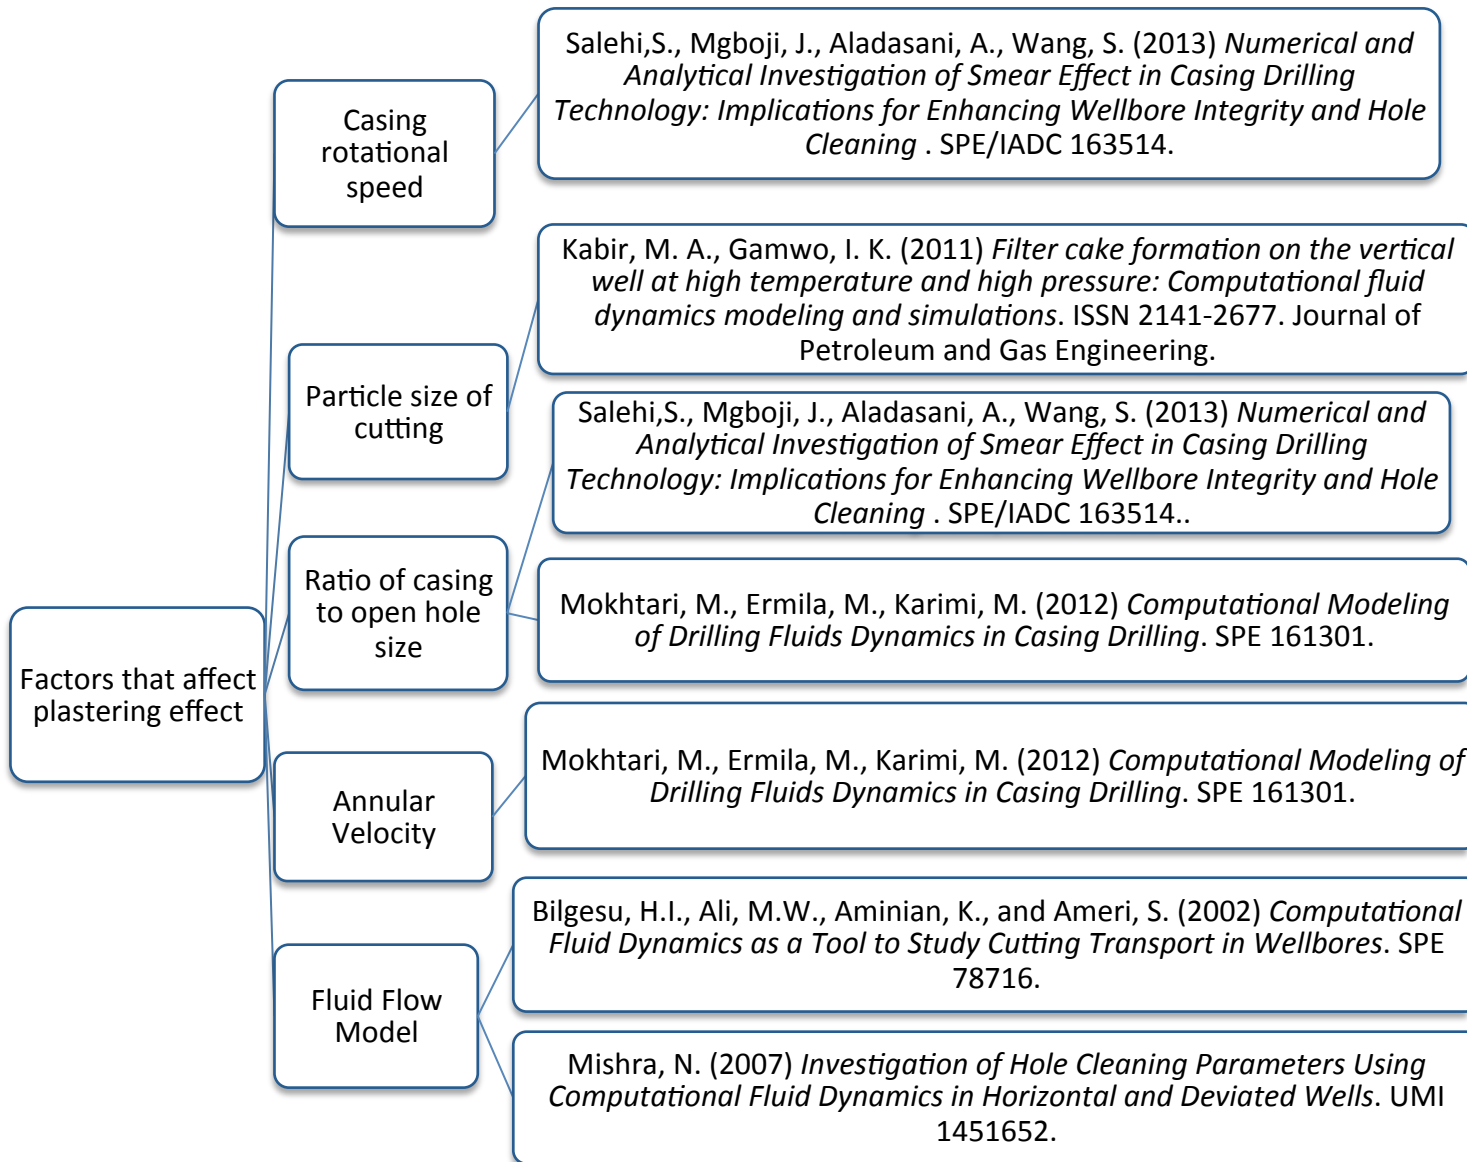 Factors that affect
plastering effect
Casing
rotational
speed
Salehi,S., Mgboji, J., Aladasani, A., Wang, S. (2013) Numerical and
Analytical Investigation of Smear Effect in Casing Drilling
Technology: Implications for Enhancing Wellbore Integrity and Hole
Cleaning . SPE/IADC 163514.
Particle size of
cutting
Kabir, M. A., Gamwo, I. K. (2011) Filter cake formation on the vertical
well at high temperature and high pressure: Computational fluid
dynamics modeling and simulations. ISSN 2141-2677. Journal of
Petroleum and Gas Engineering.
Ratio of casing
to open hole
size
Salehi,S., Mgboji, J., Aladasani, A., Wang, S. (2013) Numerical and
Analytical Investigation of Smear Effect in Casing Drilling
Technology: Implications for Enhancing Wellbore Integrity and Hole
Cleaning . SPE/IADC 163514..
Mokhtari, M., Ermila, M., Karimi, M. (2012) Computational Modeling
of Drilling Fluids Dynamics in Casing Drilling. SPE 161301.
Annular
Velocity
Mokhtari, M., Ermila, M., Karimi, M. (2012) Computational Modeling of
Drilling Fluids Dynamics in Casing Drilling. SPE 161301.
Fluid Flow
Model
Bilgesu, H.I., Ali, M.W., Aminian, K., and Ameri, S. (2002) Computational
Fluid Dynamics as a Tool to Study Cutting Transport in Wellbores. SPE
78716.
Mishra, N. (2007) Investigation of Hole Cleaning Parameters Using
Computational Fluid Dynamics in Horizontal and Deviated Wells. UMI
1451652.